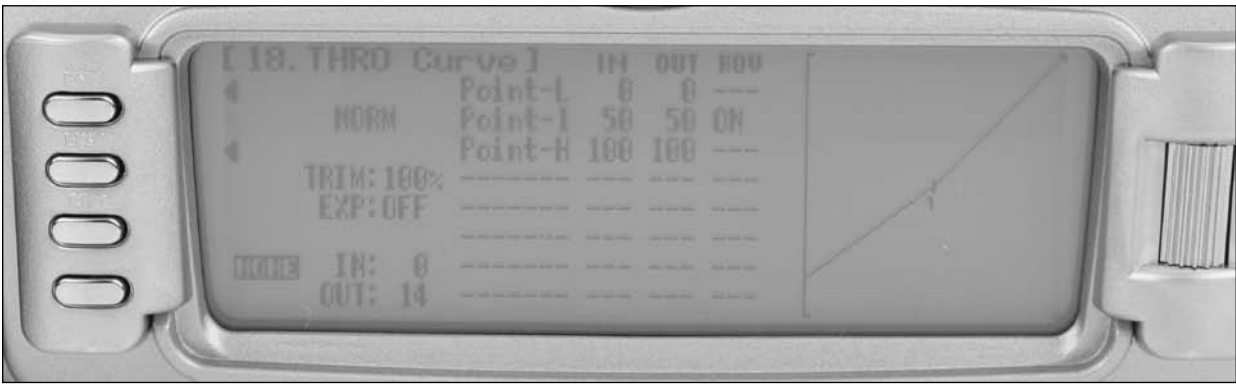 [18.THRO Curve] IN OUT HOV
Point-L 0 0 ---
NORM Point-1 50 50 ON
Point-H 100 100 ---
TRIM:100% ------- --- --- ---
EXP:OFF ------- --- --- ---
------- --- --- ---
HOME IN: 0 ------- --- --- ---
OUT: 14 ------- --- --- ---
1